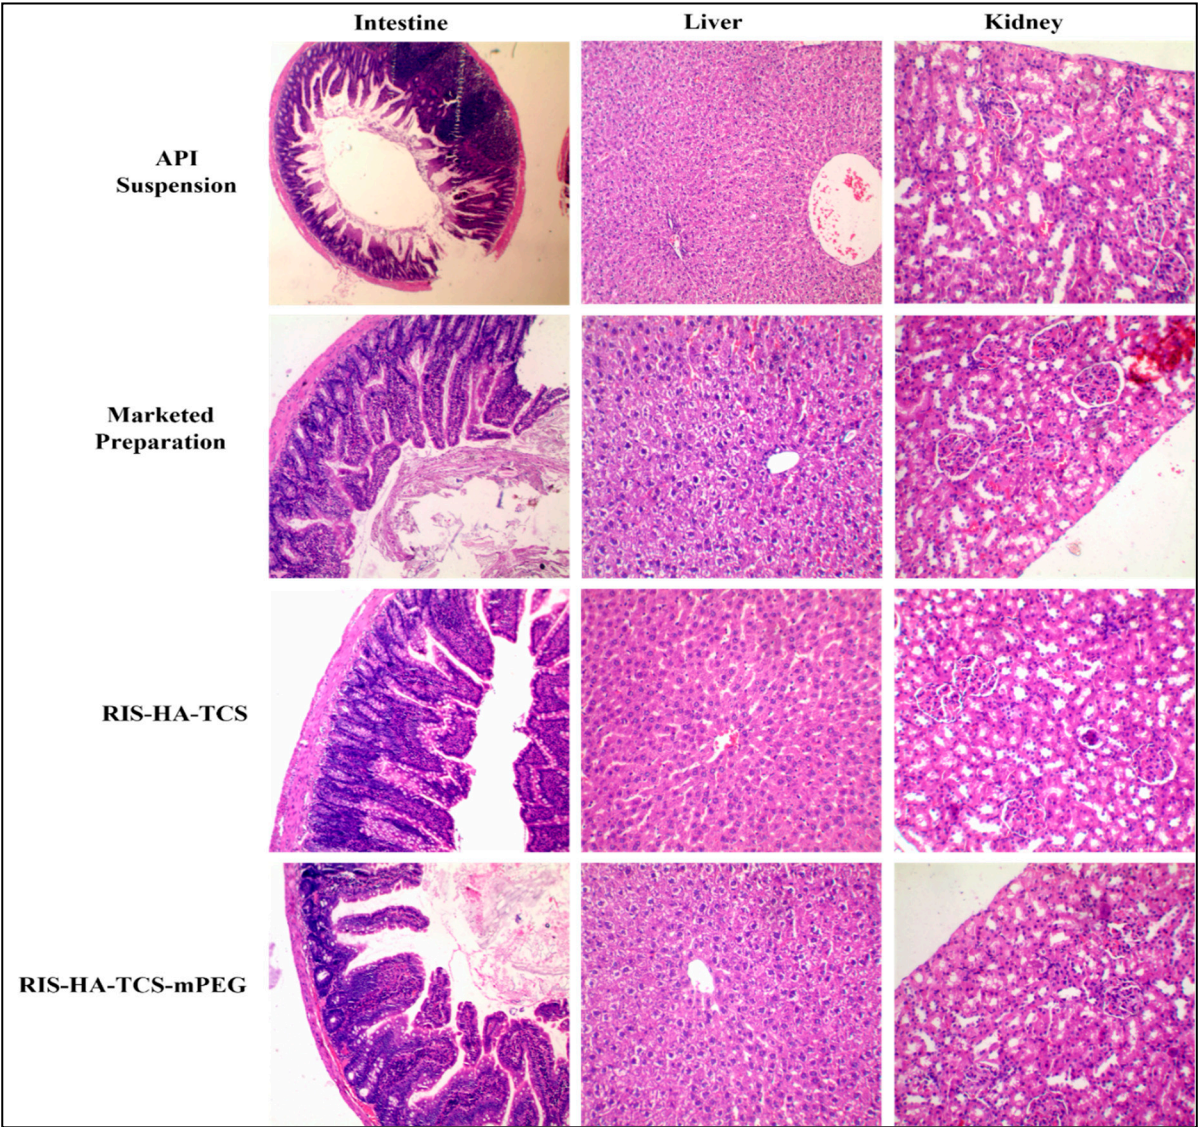 Intestine Liver Kidney
API
Suspension
Marketed
Preparation
RIS-HA-TCS
RIS-HA-TCS-mPEG